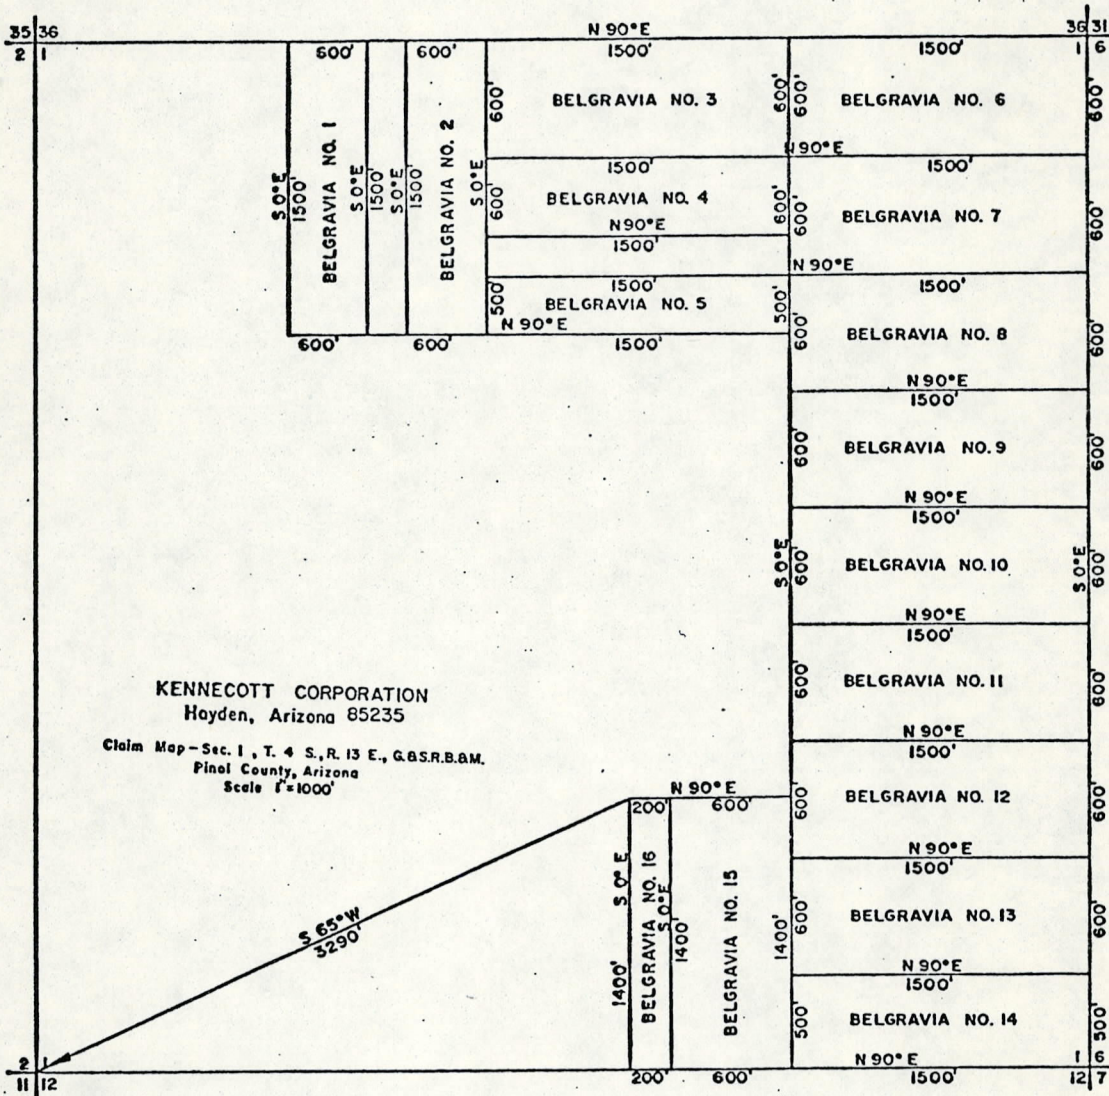 N 90°E
35 36
36 31
2 1
600'
600'
1500'
1500'
1 6
600'
BELGRAVIA NO. 3
600'
600'
BELGRAVIA NO. 6
600'
BELGRAVIA NO. 1
BELGRAVIA NO. 2
S 0°E
1500'
S 0°E
1500'
S 0°E
1500'
S 0°E
600'
1500'
N 90°E
1500'
BELGRAVIA NO. 4
600'
600'
BELGRAVIA NO. 7
600'
N 90°E
1500'
N 90°E
1500'
1500'
500'
BELGRAVIA NO. 5
500'
N 90°E
600'
600'
1500'
600'
BELGRAVIA NO. 8
600'
N 90°E
1500'
600'
BELGRAVIA NO. 9
600'
N 90°E
1500'
S 0°E
600'
BELGRAVIA NO. 10
S 0°E
600'
N 90°E
1500'
600'
BELGRAVIA NO. 11
600'
KENNECOTT CORPORATION
Hayden, Arizona 85235
Claim Map - Sec. 1, T. 4 S., R. 13 E., G.&S.R.B.&M.
Pinal County, Arizona
Scale 1"=1000'
N 90°E
1500'
N 90°E
200'
600'
600'
BELGRAVIA NO. 12
600'
N 90°E
1500'
S 0°E
1400'
BELGRAVIA NO. 16
S 0°E
1400'
BELGRAVIA NO. 15
1400'
600'
BELGRAVIA NO. 13
600'
S 65°W
3290'
N 90°E
1500'
500'
BELGRAVIA NO. 14
500'
N 90°E
2 1
11 12
200'
600'
1500'
1 6
12 7